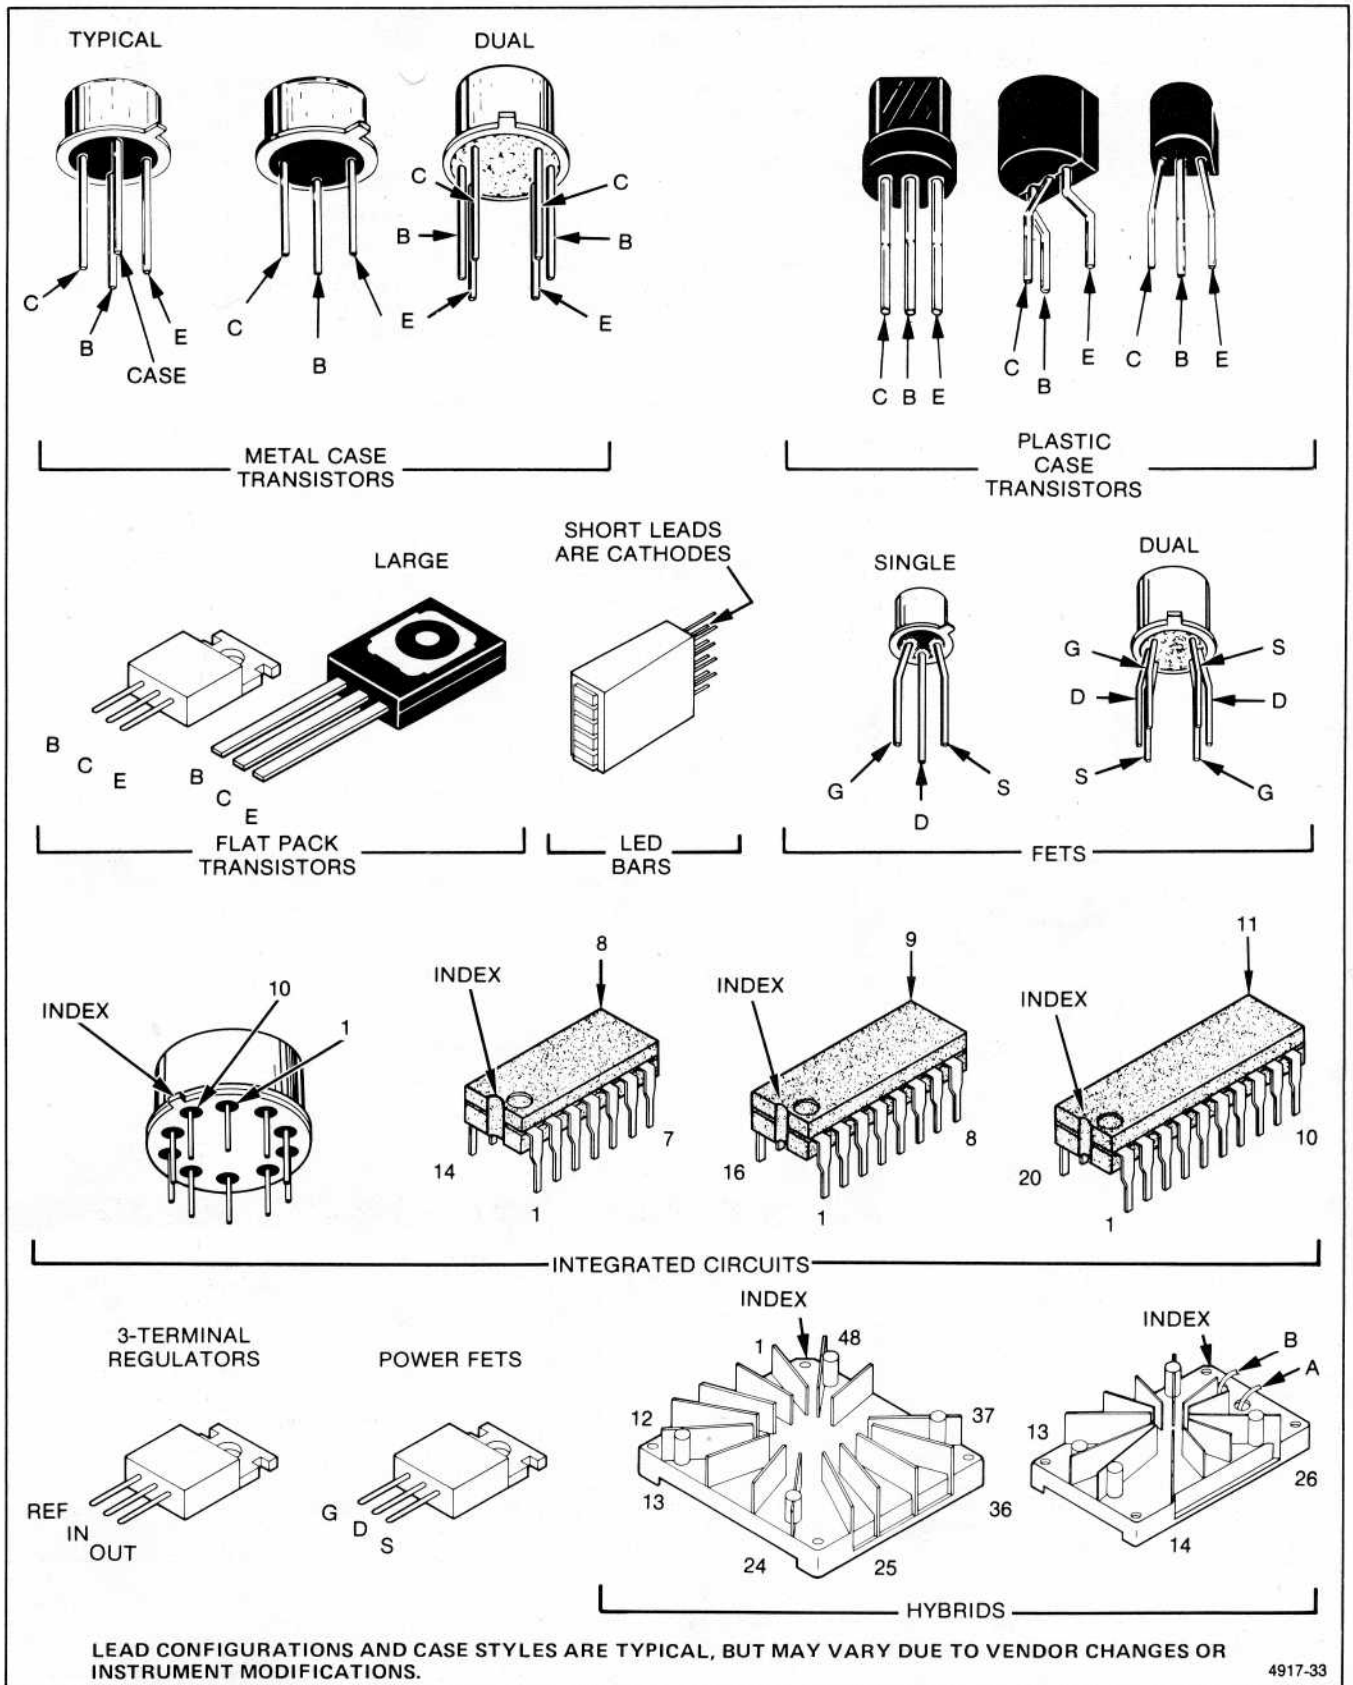 TYPICAL
DUAL
C
B
CASE
E
C
B
E
C
C
B
B
E
E
C
B
E
C
B
E
C
B
E
METAL CASE
TRANSISTORS
PLASTIC
CASE
TRANSISTORS
LARGE
SHORT LEADS
ARE CATHODES
SINGLE
DUAL
B
C
E
B
C
E
G
D
S
G
S
D
D
S
G
FLAT PACK
TRANSISTORS
LED
BARS
FETS
INDEX
10
1
INDEX
8
14
7
1
INDEX
9
16
8
1
INDEX
11
20
10
1
INTEGRATED CIRCUITS
3-TERMINAL
REGULATORS
REF
IN
OUT
POWER FETS
G
D
S
INDEX
1
48
12
37
13
36
24
25
INDEX
B
A
13
26
14
HYBRIDS
LEAD CONFIGURATIONS AND CASE STYLES ARE TYPICAL, BUT MAY VARY DUE TO VENDOR CHANGES OR
INSTRUMENT MODIFICATIONS.
4917-33